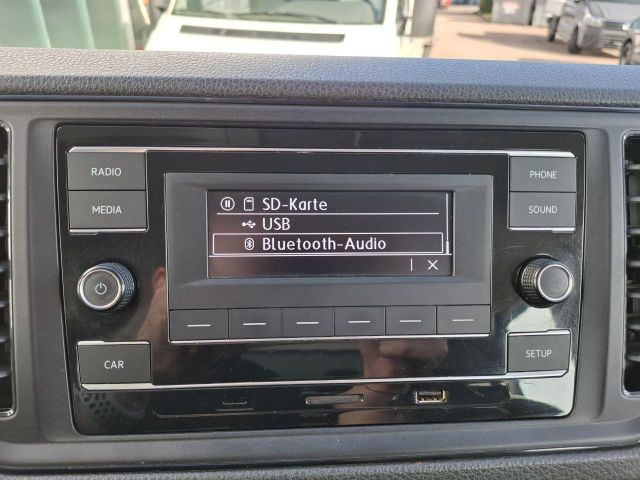 RADIO
PHONE
MEDIA
SOUND
SD-Karte
USB
Bluetooth-Audio
CAR
SETUP